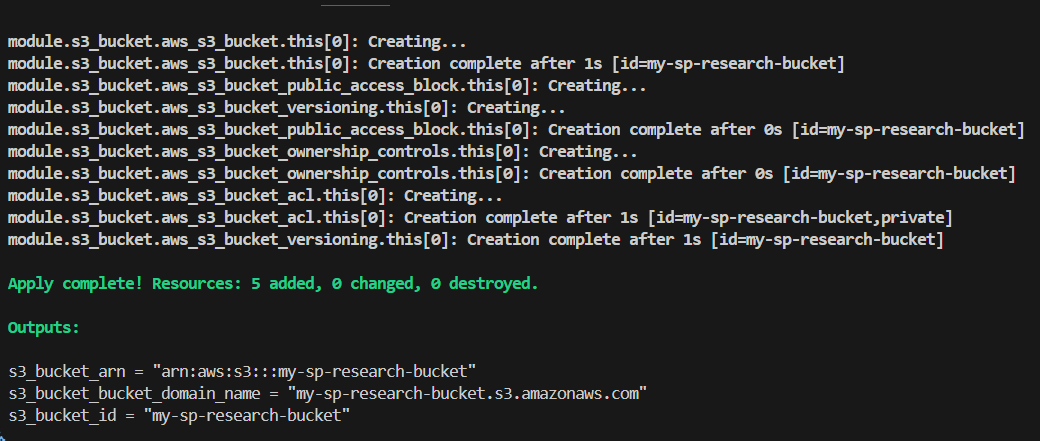 module.s3_bucket.aws_s3_bucket.this[0]: Creating...
module.s3_bucket.aws_s3_bucket.this[0]: Creation complete after 1s [id=my-sp-research-bucket]
module.s3_bucket.aws_s3_bucket_public_access_block.this[0]: Creating...
module.s3_bucket.aws_s3_bucket_versioning.this[0]: Creating...
module.s3_bucket.aws_s3_bucket_public_access_block.this[0]: Creation complete after 0s [id=my-sp-research-bucket]
module.s3_bucket.aws_s3_bucket_ownership_controls.this[0]: Creating...
module.s3_bucket.aws_s3_bucket_ownership_controls.this[0]: Creation complete after 0s [id=my-sp-research-bucket]
module.s3_bucket.aws_s3_bucket_acl.this[0]: Creating...
module.s3_bucket.aws_s3_bucket_acl.this[0]: Creation complete after 1s [id=my-sp-research-bucket,private]
module.s3_bucket.aws_s3_bucket_versioning.this[0]: Creation complete after 1s [id=my-sp-research-bucket]
Apply complete! Resources: 5 added, 0 changed, 0 destroyed.
Outputs:
s3_bucket_arn = "arn:aws:s3:::my-sp-research-bucket"
s3_bucket_bucket_domain_name = "my-sp-research-bucket.s3.amazonaws.com"
s3_bucket_id = "my-sp-research-bucket"